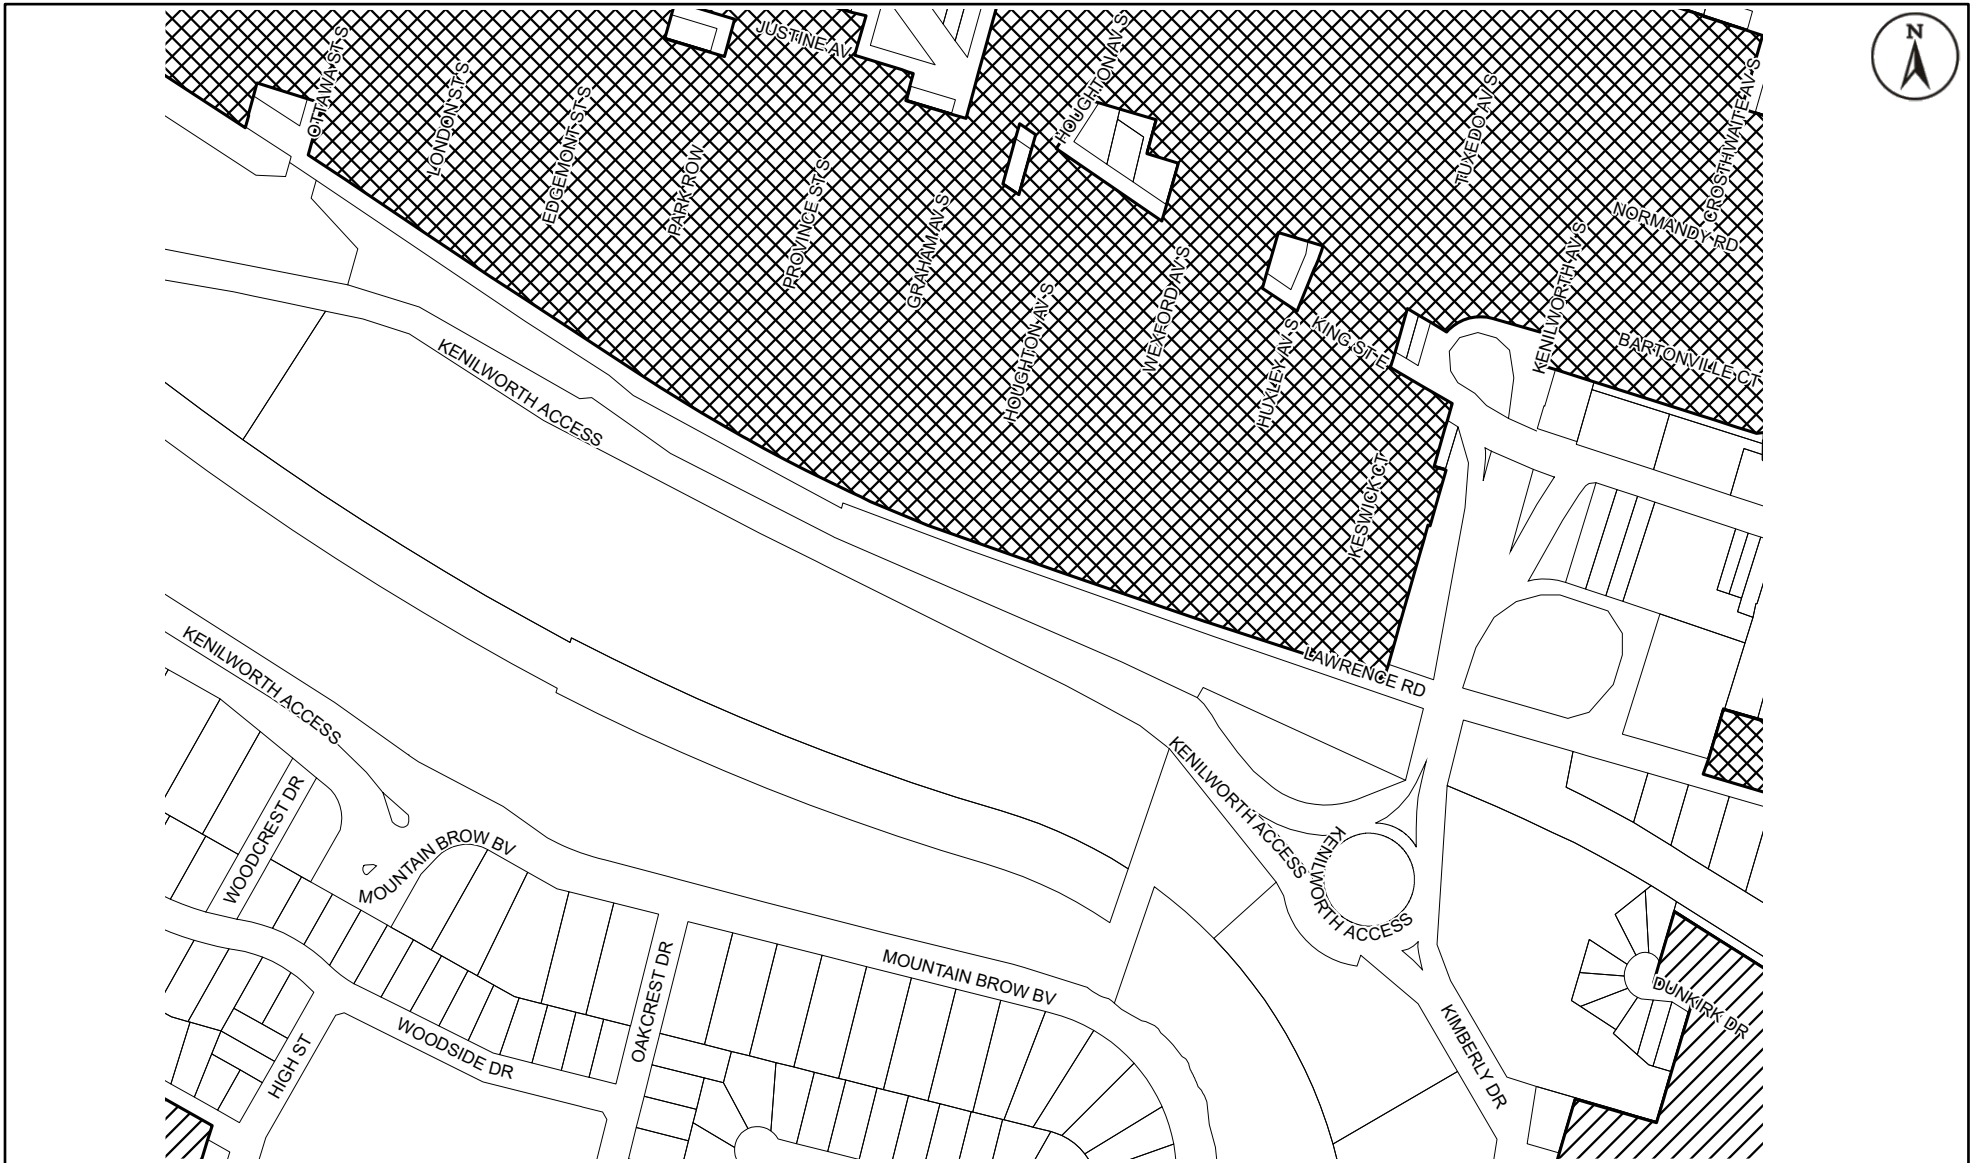 N
JUSTINE AV
OTTAWA ST S
LONDON ST S
EDGEMONT ST S
PARK ROW
PROVINCE ST S
GRAHAM AV S
HOUGHTON AV S
TUXEDO AV S
CROSTHWAITE AV S
NORMANDY RD
KENILWORTH AV S
BARTONVILLE CT
HOUGHTON AV S
WEXFORD AV S
HUXLEY AV S
KING ST E
KESWICK CT
KENILWORTH ACCESS
LAWRENCE RD
KENILWORTH ACCESS
KENILWORTH ACCESS
KENILWORTH ACCESS
WOODCREST DR
MOUNTAIN BROW BV
MOUNTAIN BROW BV
OAKCREST DR
WOODSIDE DR
HIGH ST
KIMBERLY DR
DUNKIRK DR